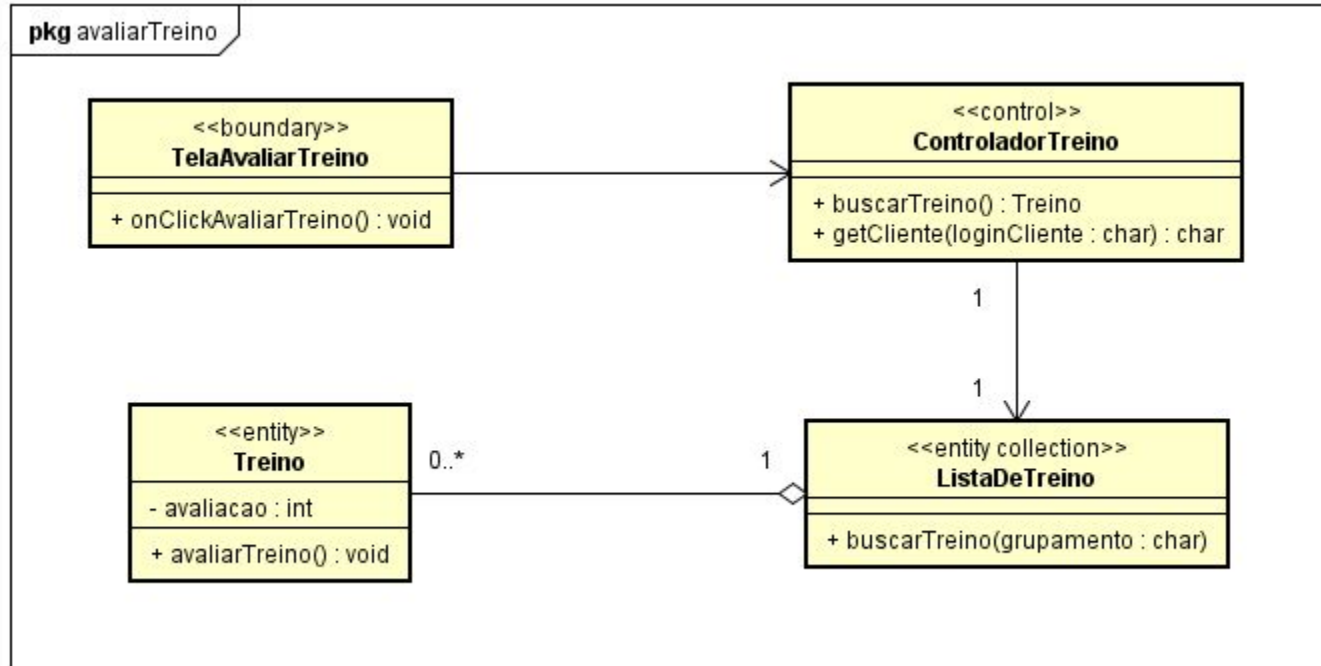 pkg avaliarTreino
<<boundary>>
TelaAvaliarTreino
+ onClickAvaliarTreino() : void
<<control>>
ControladorTreino
+ buscarTreino() : Treino
+ getCliente(loginCliente : char) : char
1
1
<<entity>>
Treino
- avaliacao : int
+ avaliarTreino() : void
0..*
1
<<entity collection>>
ListaDeTreino
+ buscarTreino(grupamento : char)